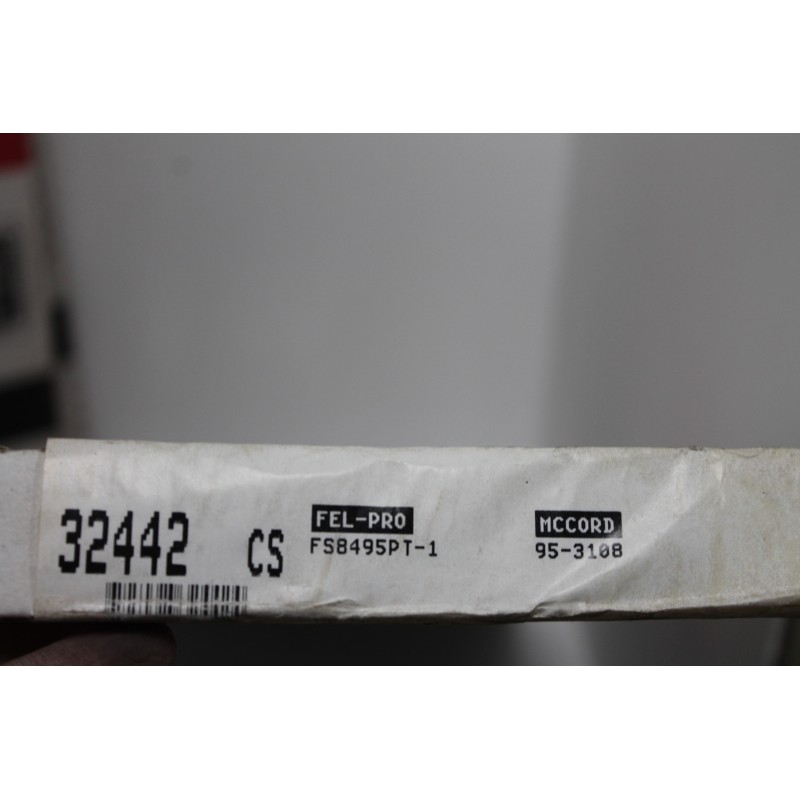 32442 CS
FEL-PRO
FS8495PT-1
MCCORD
95-3108